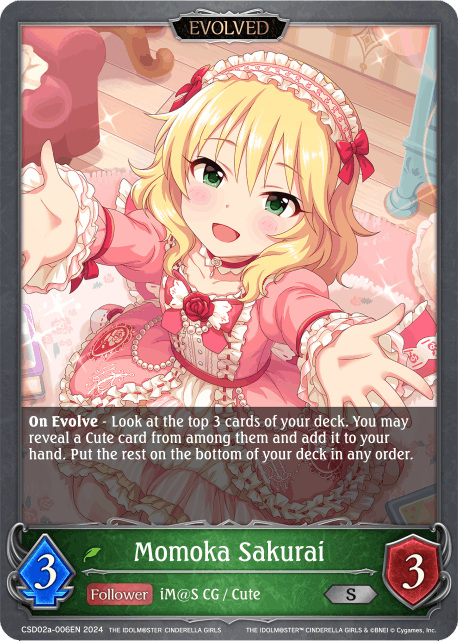 EVOLVED
On Evolve - Look at the top 3 cards of your deck. You may
reveal a Cute card from among them and add it to your
hand. Put the rest on the bottom of your deck in any order.
Momoka Sakurai
3
Follower iM@S CG / Cute
S
3
CSD02a-006EN 2024 THE IDOLM@STER CINDERELLA GIRLS THE IDOLM@STER™ CINDERELLA GIRLS & ©BNEI © Cygames, Inc.